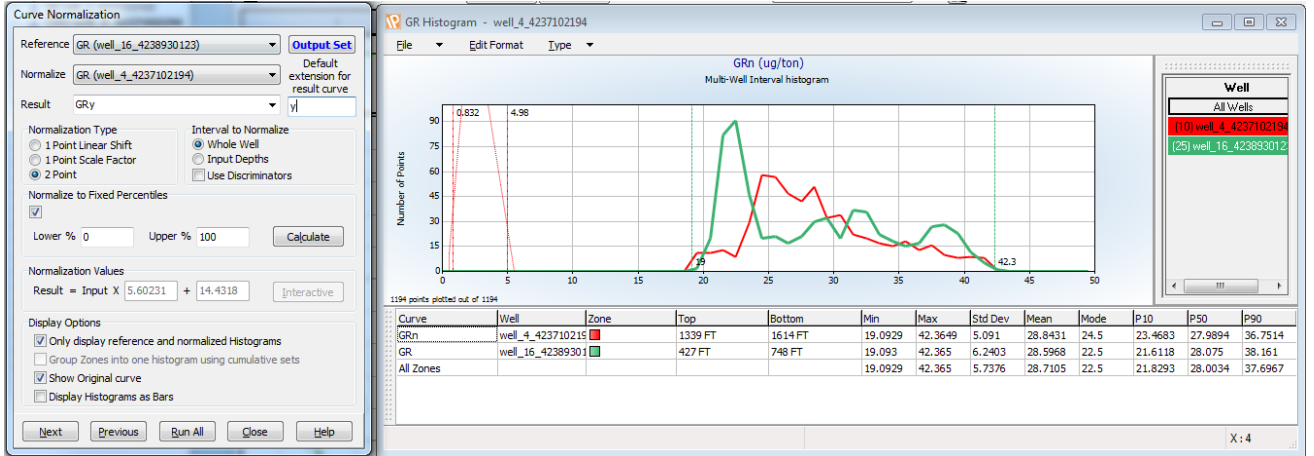 Curve Normalization
Reference GR (well_16_4238930123) Output Set
Normalize GR (well_4_4237102194)
Default extension for result curve
Result GRy y
Normalization Type
1 Point Linear Shift
1 Point Scale Factor
2 Point
Interval to Normalize
Whole Well
Input Depths
Use Discriminators
Normalize to Fixed Percentiles
Lower % 0 Upper % 100 Calculate
Normalization Values
Result = Input X 5.60231 + 14.4318 Interactive
Display Options
Only display reference and normalized Histograms
Group Zones into one histogram using cumulative sets
Show Original curve
Display Histograms as Bars
Next Previous Run All Close Help
GR Histogram - well_4_4237102194
File Edit Format Type
GRn (ug/ton)
Multi-Well Interval histogram
Number of Points
90
75
60
45
30
15
0
0.832 4.98
19 42.3
0 5 10 15 20 25 30 35 40 45 50
1194 points plotted out of 1194
Well
All Wells
(10) well_4_4237102194
(25) well_16_423893012
Curve Well Zone Top Bottom Min Max Std Dev Mean Mode P10 P50 P90
GRn well_4_423710219 1339 FT 1614 FT 19.0929 42.3649 5.091 28.8431 24.5 23.4683 27.9894 36.7514
GR well_16_42389301 427 FT 748 FT 19.093 42.365 6.2403 28.5968 22.5 21.6118 28.075 38.161
All Zones 19.0929 42.365 5.7376 28.7105 22.5 21.8293 28.0034 37.6967
X : 4